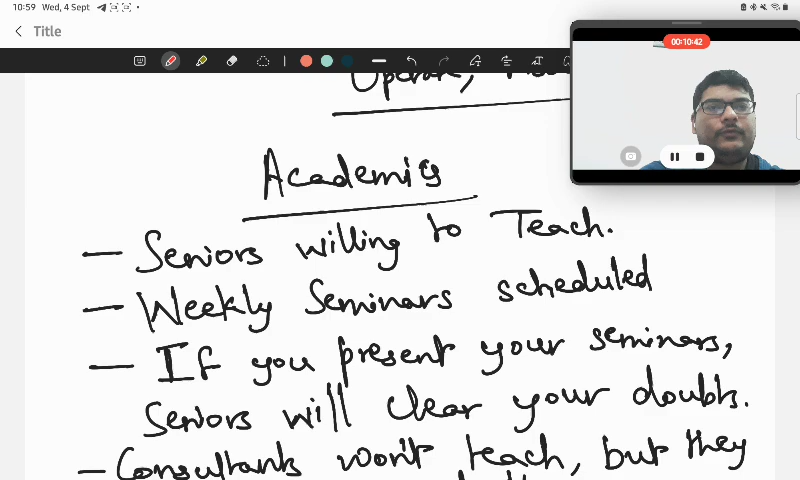 10:59 Wed, 4 Sept
Title
00:10:42
Operate,
Academics
— Seniors willing to Teach.
— Weekly Seminars scheduled
— If you present your seminars,
Seniors will clear your doubts.
— Consultants won't teach, but they